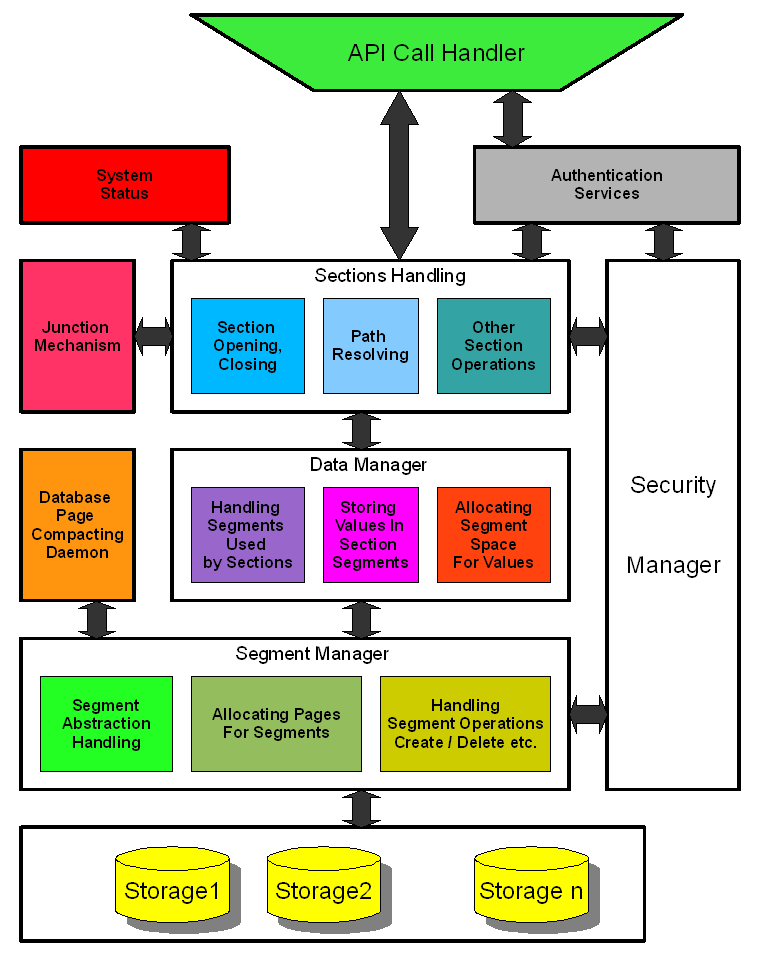 API Call Handler
System
Status
Authentication
Services
Sections Handling
Junction
Mechanism
Section
Opening,
Closing
Path
Resolving
Other
Section
Operations
Security
Manager
Data Manager
Database
Page
Compacting
Daemon
Handling
Segments
Used
by Sections
Storing
Values In
Section
Segments
Allocating
Segment
Space
For Values
Segment Manager
Segment
Abstraction
Handling
Allocating Pages
For Segments
Handling
Segment Operations
Create / Delete etc.
Storage1
Storage2
Storage n